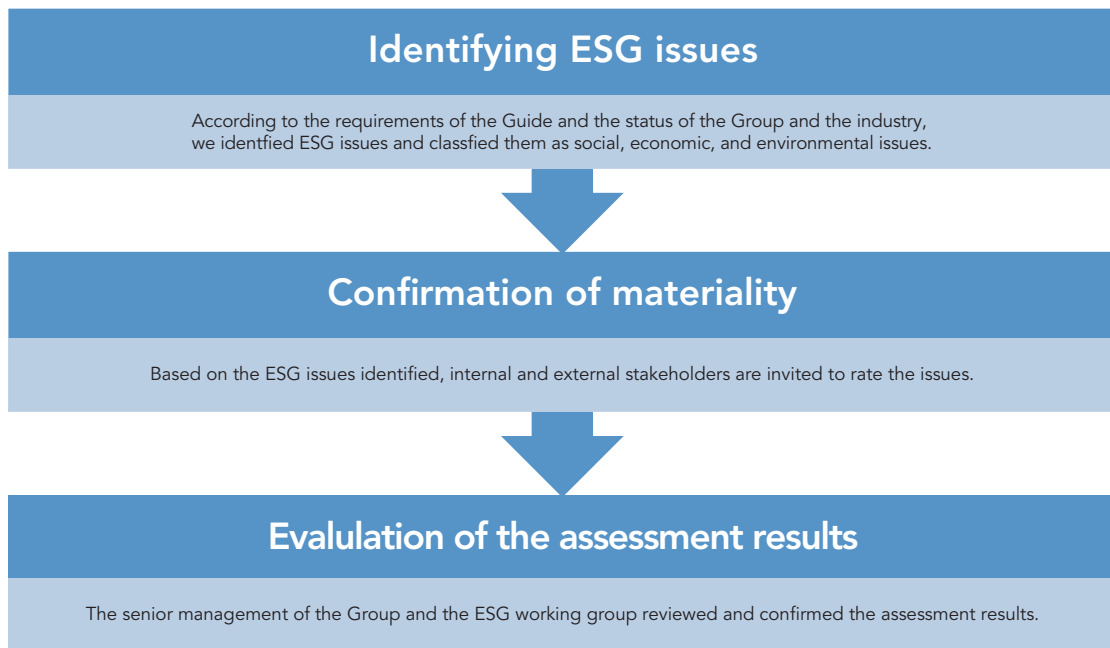 Identifying ESG issues
According to the requirements of the Guide and the status of the Group and the industry,
we identfied ESG issues and classfied them as social, economic, and environmental issues.
Confirmation of materiality
Based on the ESG issues identified, internal and external stakeholders are invited to rate the issues.
Evalulation of the assessment results
The senior management of the Group and the ESG working group reviewed and confirmed the assessment results.